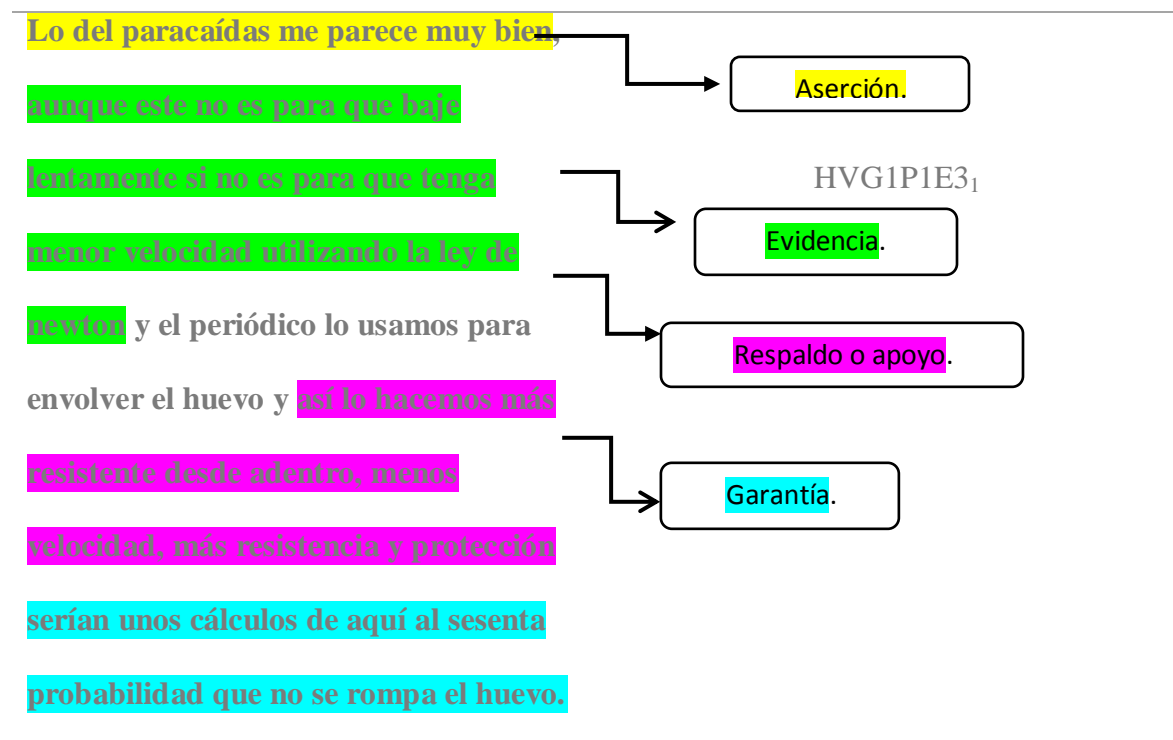 Lo del paracaídas me parece muy bien,
Aserción.
aunque este no es para que baje
lentamente si no es para que tenga
HVG1P1E3₁
menor velocidad utilizando la ley de
Evidencia.
newton y el periódico lo usamos para
Respaldo o apoyo.
envolver el huevo y así lo hacemos más
resistente desde adentro, menos
Garantía.
velocidad, más resistencia y protección
serían unos cálculos de aquí al sesenta
probabilidad que no se rompa el huevo.